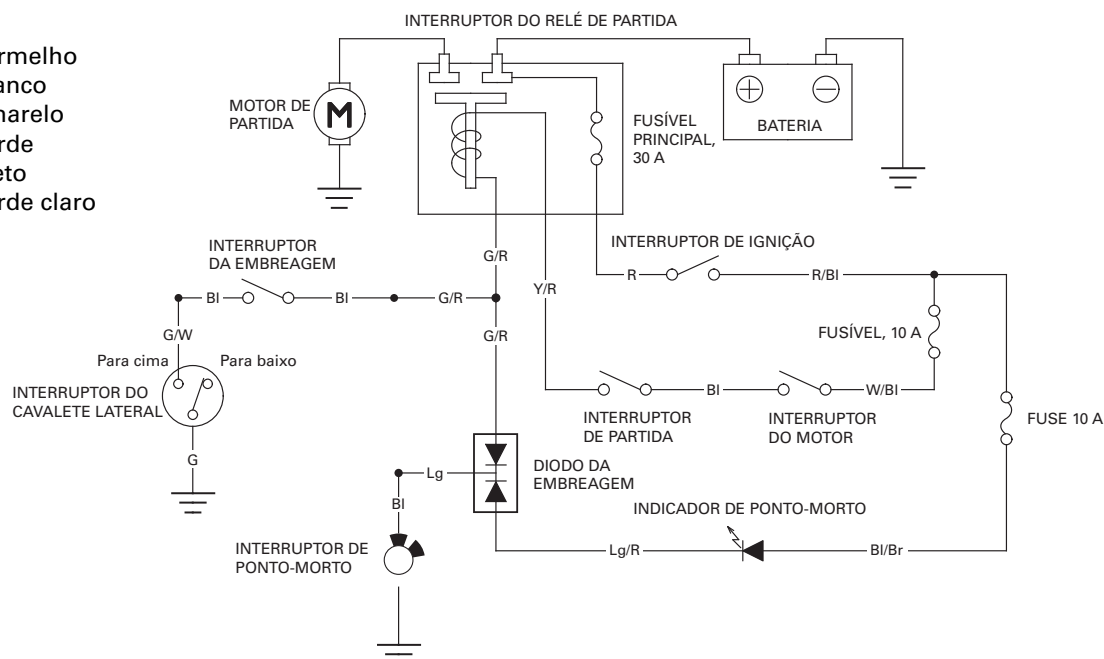 INTERRUPTOR DO RELÉ DE PARTIDA
rmelho
anco
marelo
rde
eto
rde claro
MOTOR DE
PARTIDA
M
FUSÍVEL
PRINCIPAL,
30 A
BATERIA
INTERRUPTOR
DA EMBREAGEM
G/R
INTERRUPTOR DE IGNIÇÃO
R
R/Bl
Y/R
Bl
Bl
G/R
G/R
G/W
FUSÍVEL, 10 A
Para cima
Para baixo
INTERRUPTOR DO
CAVALETE LATERAL
Bl
W/Bl
INTERRUPTOR
DE PARTIDA
INTERRUPTOR
DO MOTOR
FUSE 10 A
G
Lg
DIODO DA
EMBREAGEM
Bl
INDICADOR DE PONTO-MORTO
INTERRUPTOR DE
PONTO-MORTO
Lg/R
Bl/Br